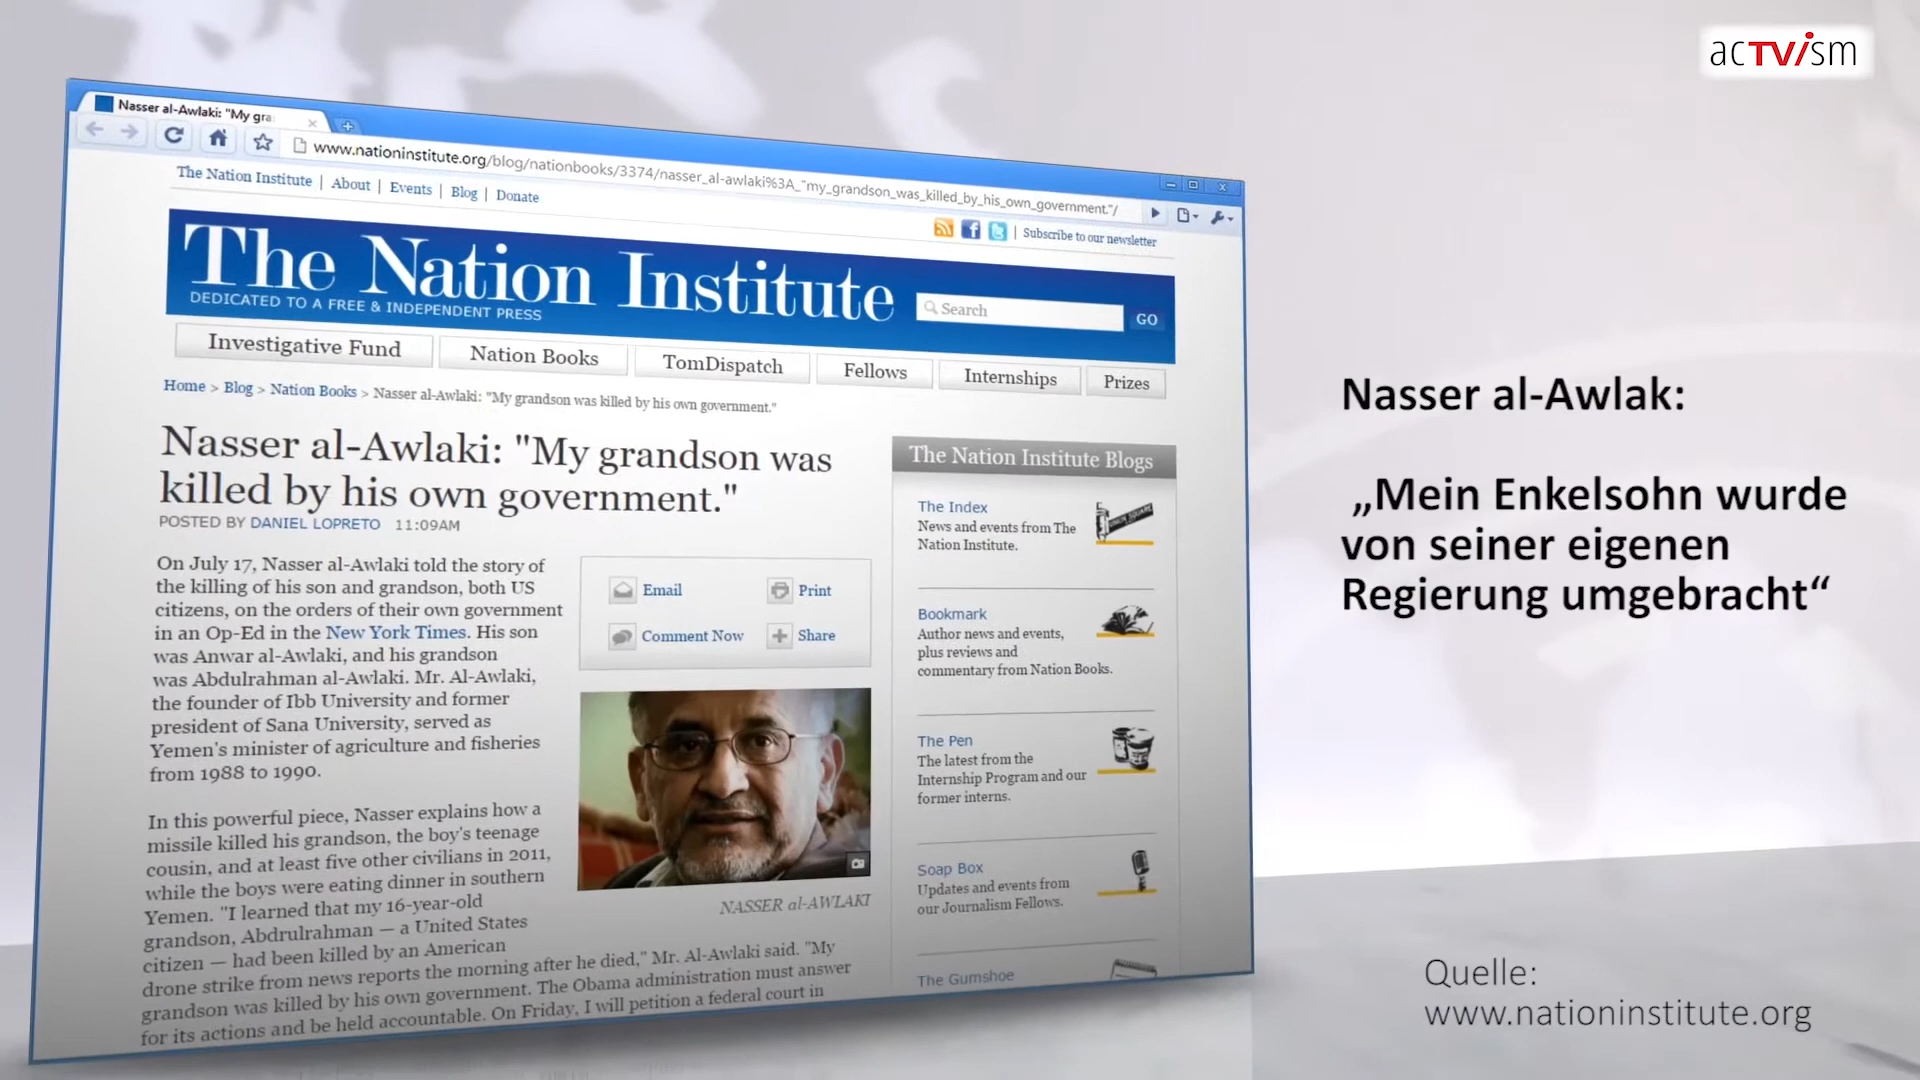 acTVism
Nasser al-Awlaki: "My gra
www.nationinstitute.org/blog/nationbooks/3374/nasser_al-awlaki%3A_"my_grandson_was_killed_by_his_own_government."/
The Nation Institute | About | Events | Blog | Donate
| Subscribe to our newsletter
The Nation Institute
DEDICATED TO A FREE & INDEPENDENT PRESS
Search
GO
Investigative Fund
Nation Books
TomDispatch
Fellows
Internships
Prizes
Home > Blog > Nation Books > Nasser al-Awlaki: "My grandson was killed by his own government."
Nasser al-Awlaki: "My grandson was
killed by his own government."
POSTED BY DANIEL LOPRETO 11:09AM
On July 17, Nasser al-Awlaki told the story of
the killing of his son and grandson, both US
citizens, on the orders of their own government
in an Op-Ed in the New York Times. His son
was Anwar al-Awlaki, and his grandson
was Abdulrahman al-Awlaki. Mr. Al-Awlaki,
the founder of Ibb University and former
president of Sana University, served as
Yemen's minister of agriculture and fisheries
from 1988 to 1990.
In this powerful piece, Nasser explains how a
missile killed his grandson, the boy's teenage
cousin, and at least five other civilians in 2011,
while the boys were eating dinner in southern
Yemen. "I learned that my 16-year-old
grandson, Abdrulrahman — a United States
citizen — had been killed by an American
drone strike from news reports the morning after he died," Mr. Al-Awlaki said. "My
grandson was killed by his own government. The Obama administration must answer
for its actions and be held accountable. On Friday, I will petition a federal court in
Email
Print
Comment Now
Share
NASSER al-AWLAKI
The Nation Institute Blogs
The Index
News and events from The
Nation Institute.
UNION SQUARE
Bookmark
Author news and events,
plus reviews and
commentary from Nation Books.
The Pen
The latest from the
Internship Program and our
former interns.
Soap Box
Updates and events from
our Journalism Fellows.
The Gumshoe
Nasser al-Awlak:
„Mein Enkelsohn wurde
von seiner eigenen
Regierung umgebracht“
Quelle:
www.nationinstitute.org